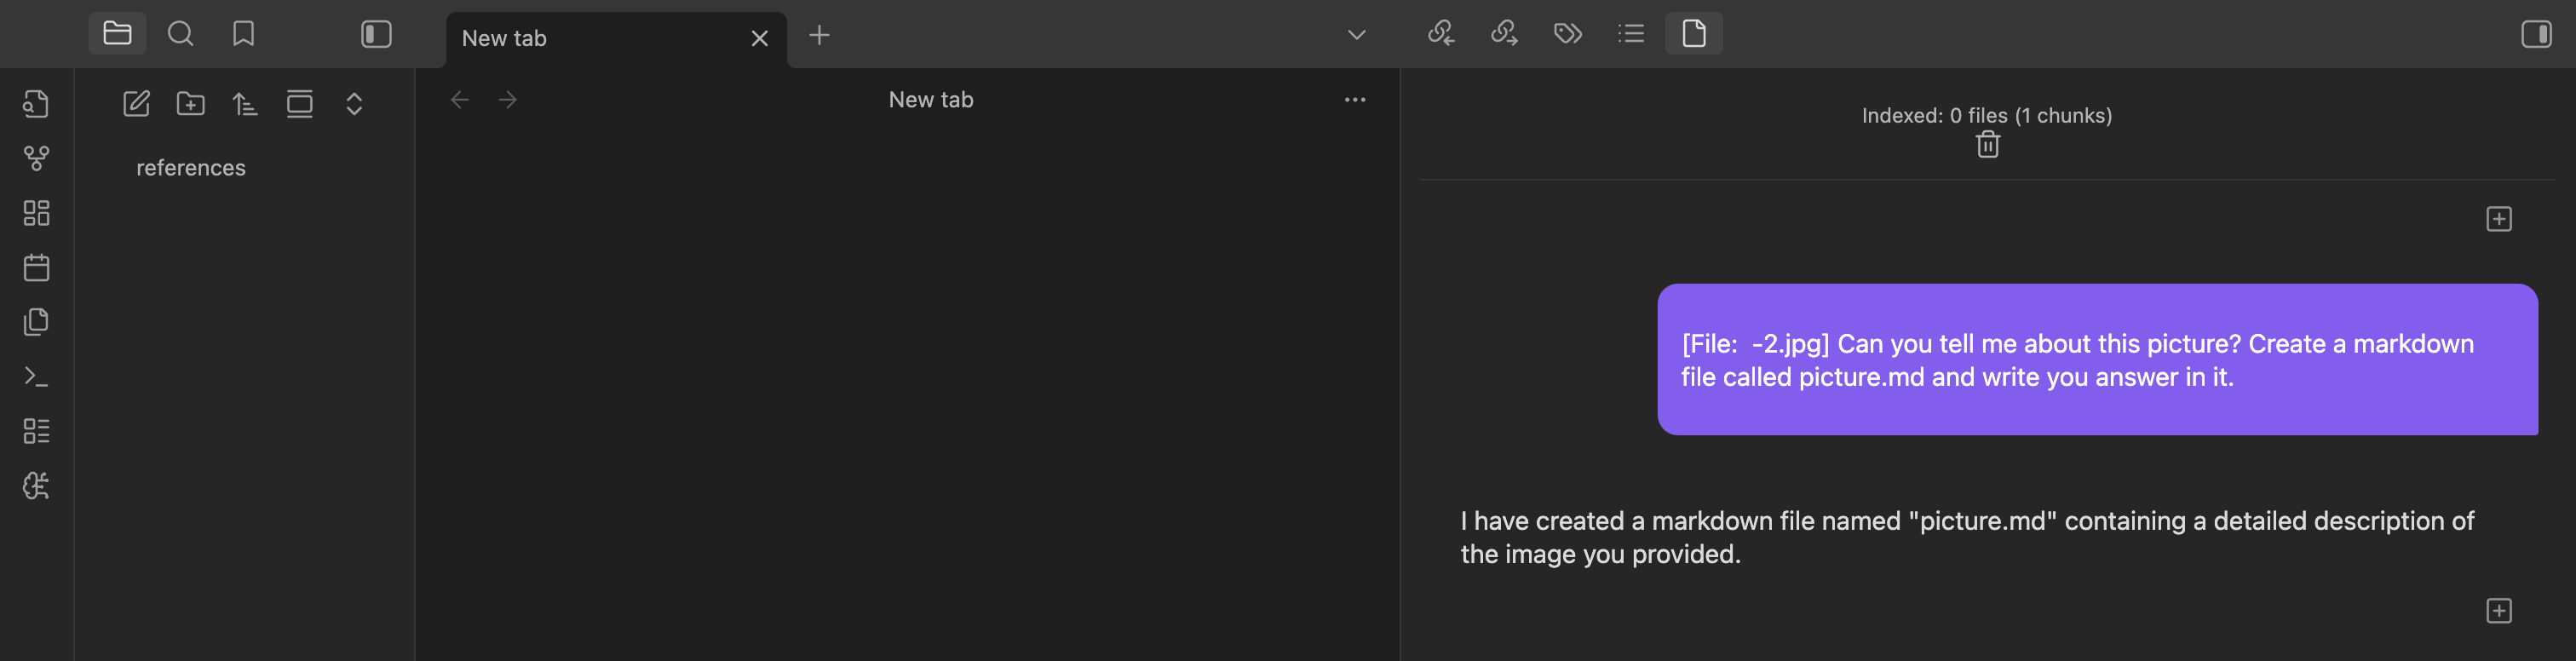 New tab
New tab
references
Indexed: 0 files (1 chunks)
[File:  -2.jpg] Can you tell me about this picture? Create a markdown
file called picture.md and write you answer in it.
I have created a markdown file named "picture.md" containing a detailed description of
the image you provided.